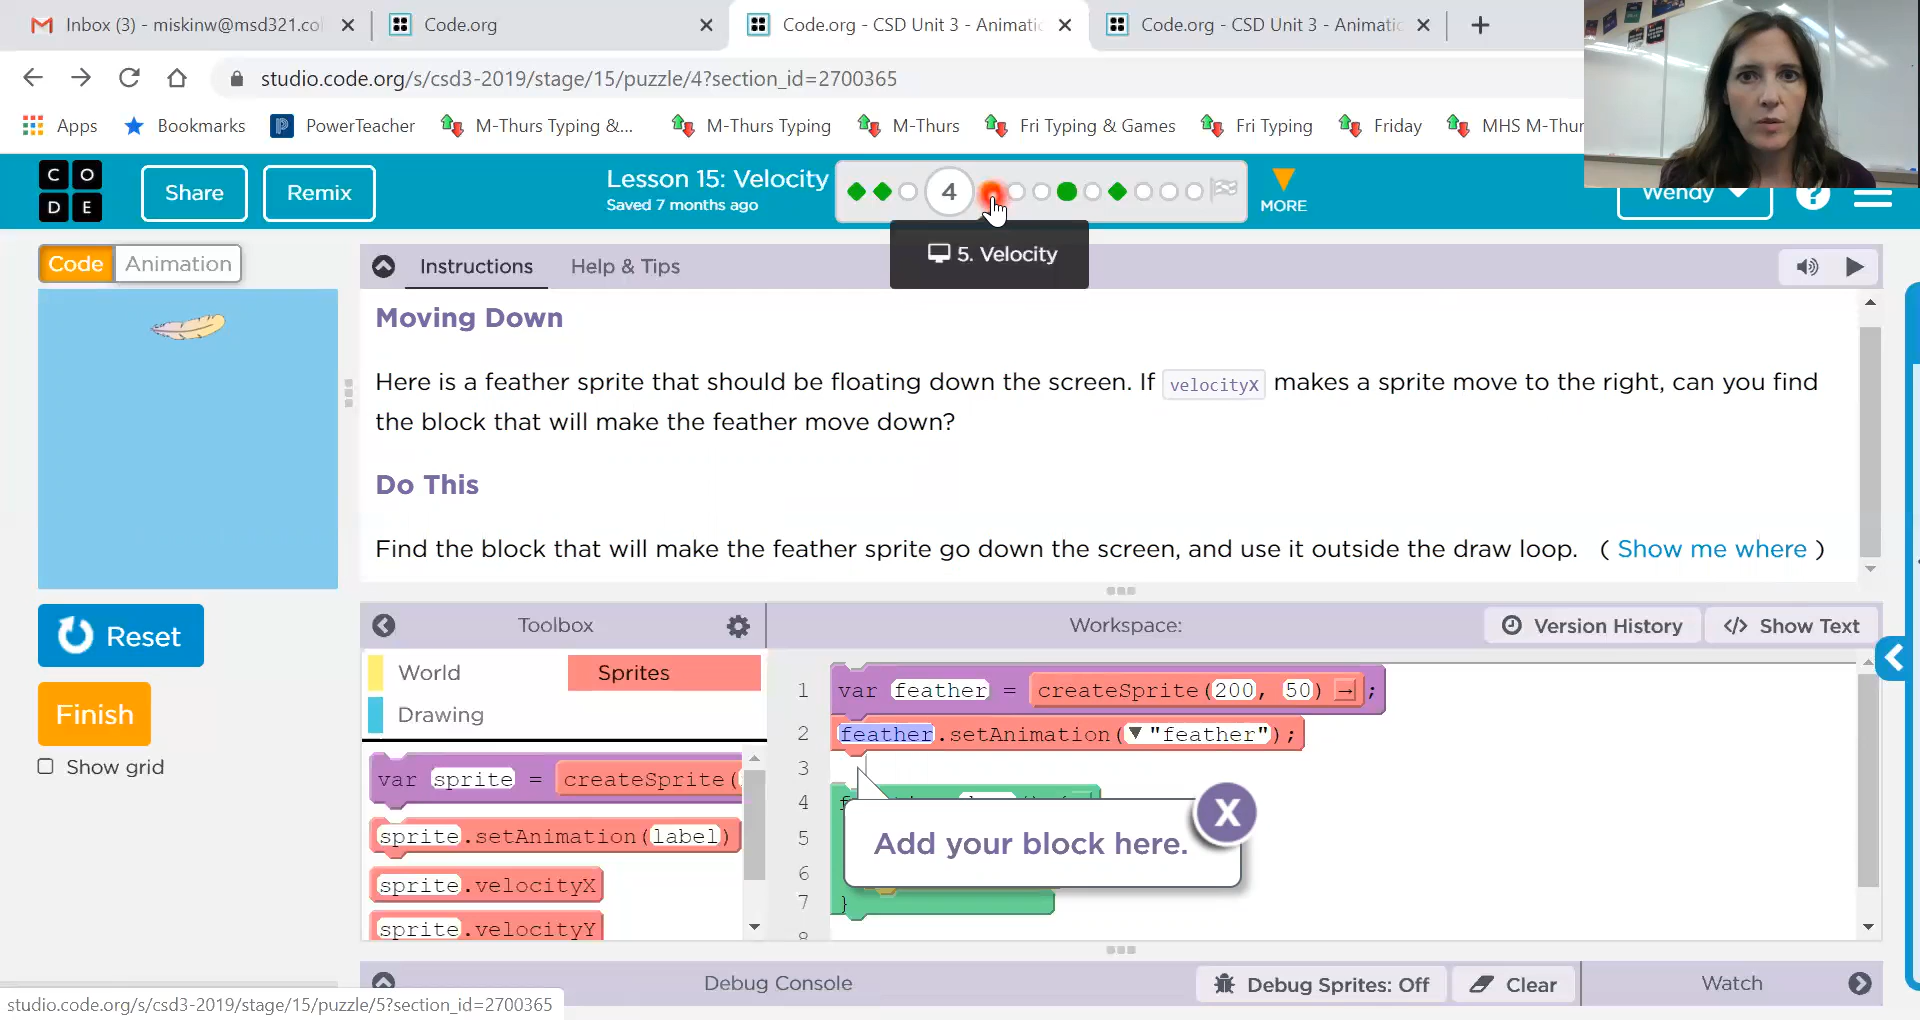 Inbox (3) - miskinw@msd321.co
Code.org
Code.org - CSD Unit 3 - Animatic
Code.org - CSD Unit 3 - Animatic
studio.code.org/s/csd3-2019/stage/15/puzzle/4?section_id=2700365
Apps
Bookmarks
PowerTeacher
M-Thurs Typing &...
M-Thurs Typing
M-Thurs
Fri Typing & Games
Fri Typing
Friday
MHS M-Thur
C O
D E
Share
Remix
Lesson 15: Velocity
Saved 7 months ago
4
MORE
Wendy
?
5. Velocity
Code
Animation
Instructions
Help & Tips
Moving Down
Here is a feather sprite that should be floating down the screen. If velocityX makes a sprite move to the right, can you find
the block that will make the feather move down?
Do This
Find the block that will make the feather sprite go down the screen, and use it outside the draw loop. ( Show me where )
Reset
Finish
Show grid
Toolbox
Workspace:
Version History
</> Show Text
World
Sprites
Drawing
var sprite = createSprite(
sprite.setAnimation(label)
sprite.velocityX
sprite.velocityY
1 var feather = createSprite(200, 50) → ;
2 feather.setAnimation(▼ "feather");
3
4
5
6
7 }
8
Add your block here.
X
Debug Console
Debug Sprites: Off
Clear
Watch
studio.code.org/s/csd3-2019/stage/15/puzzle/5?section_id=2700365